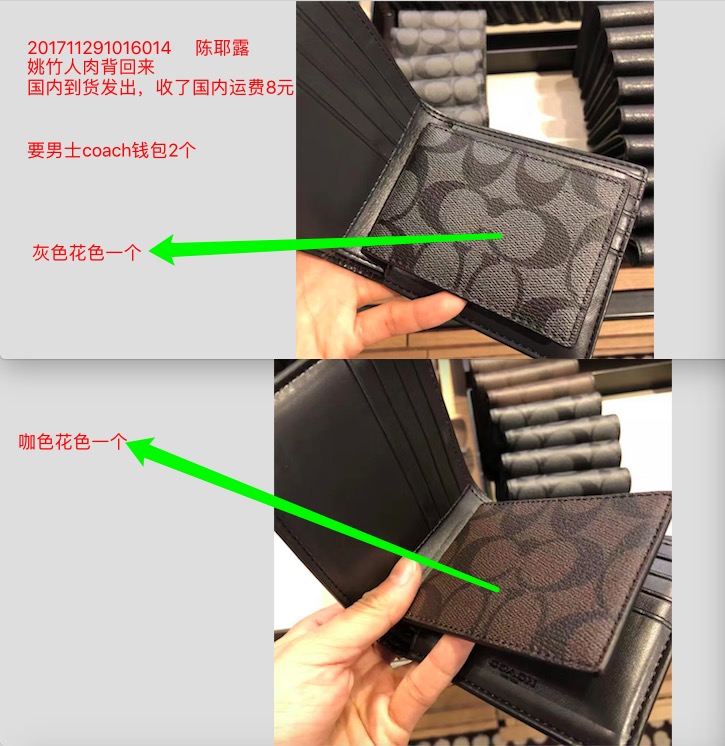 201711291016014 陈耶露
姚竹人肉背回来
国内到货发出，收了国内运费8元
要男士coach钱包2个
灰色花色一个
咖色花色一个
COACH